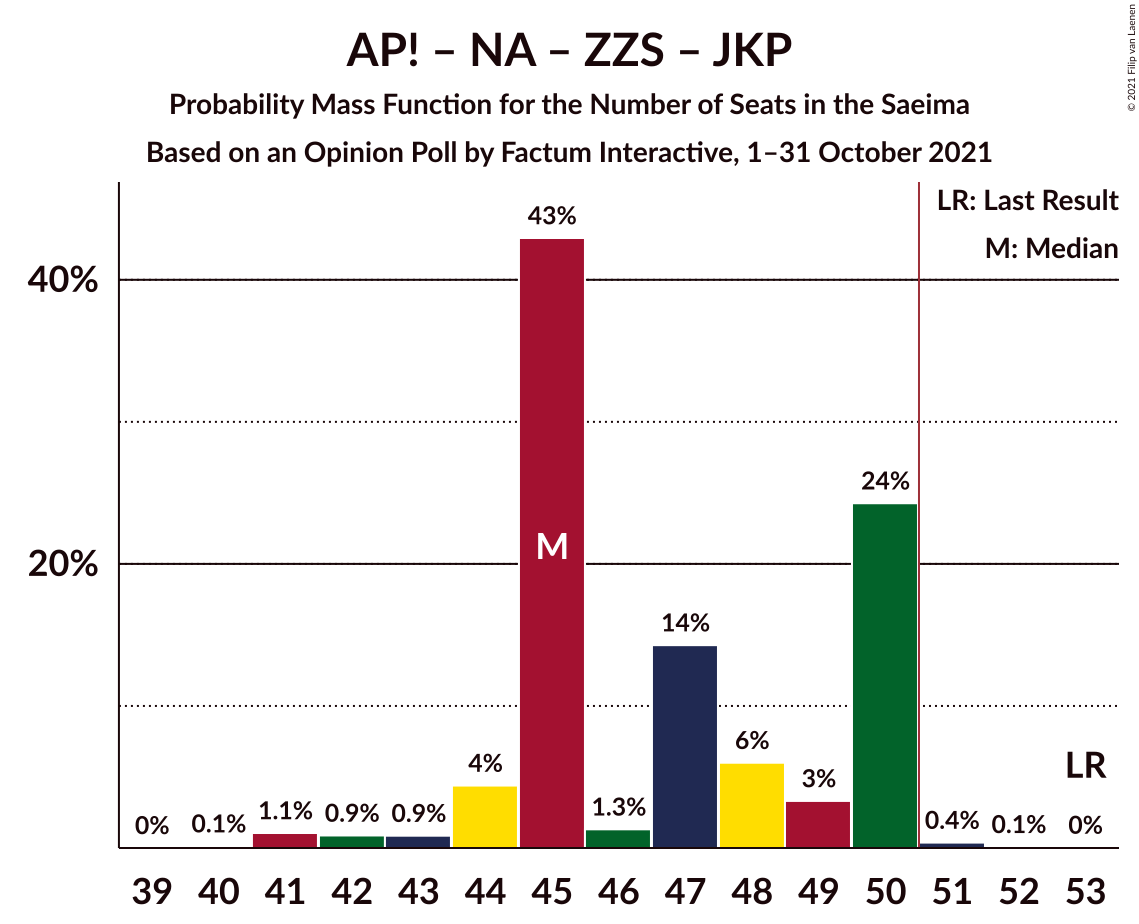 AP! – NA – ZZS – JKP
Probability Mass Function for the Number of Seats in the Saeima
Based on an Opinion Poll by Factum Interactive, 1–31 October 2021
© 2021 Filip van Laenen
LR: Last Result
M: Median
40%
20%
0%
0.1%
1.1%
0.9%
0.9%
4%
43%
M
1.3%
14%
6%
3%
24%
0.4%
0.1%
0%
LR
39 40 41 42 43 44 45 46 47 48 49 50 51 52 53